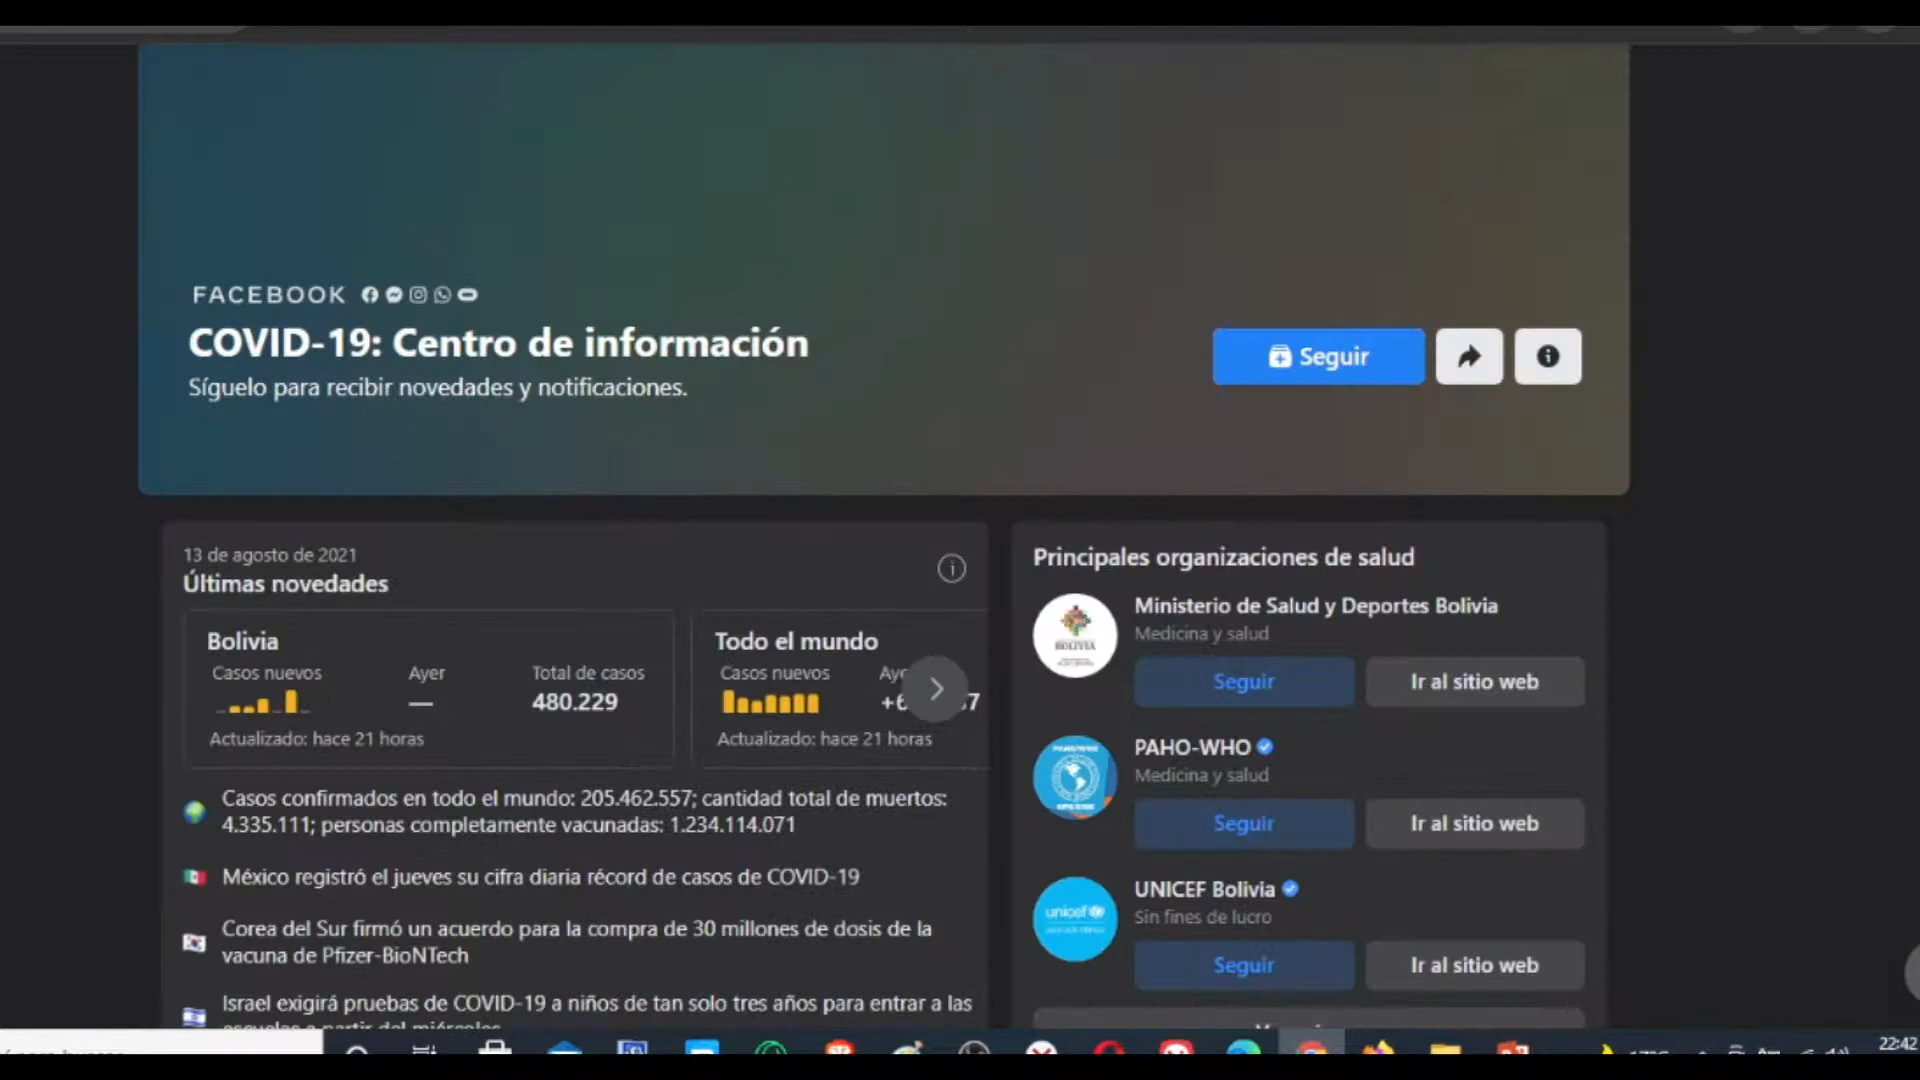 FACEBOOK
COVID-19: Centro de información
Síguelo para recibir novedades y notificaciones.
Seguir
13 de agosto de 2021
Últimas novedades
Bolivia
Casos nuevos Ayer Total de casos
— 480.229
Actualizado: hace 21 horas
Todo el mundo
Casos nuevos
Actualizado: hace 21 horas
Casos confirmados en todo el mundo: 205.462.557; cantidad total de muertos:
4.335.111; personas completamente vacunadas: 1.234.114.071
México registró el jueves su cifra diaria récord de casos de COVID-19
Corea del Sur firmó un acuerdo para la compra de 30 millones de dosis de la
vacuna de Pfizer-BioNTech
Israel exigirá pruebas de COVID-19 a niños de tan solo tres años para entrar a las
Principales organizaciones de salud
Ministerio de Salud y Deportes Bolivia
Medicina y salud
Seguir Ir al sitio web
BOLIVIA
PAHO-WHO
Medicina y salud
Seguir Ir al sitio web
UNICEF Bolivia
Sin fines de lucro
Seguir Ir al sitio web
unicef
22:42